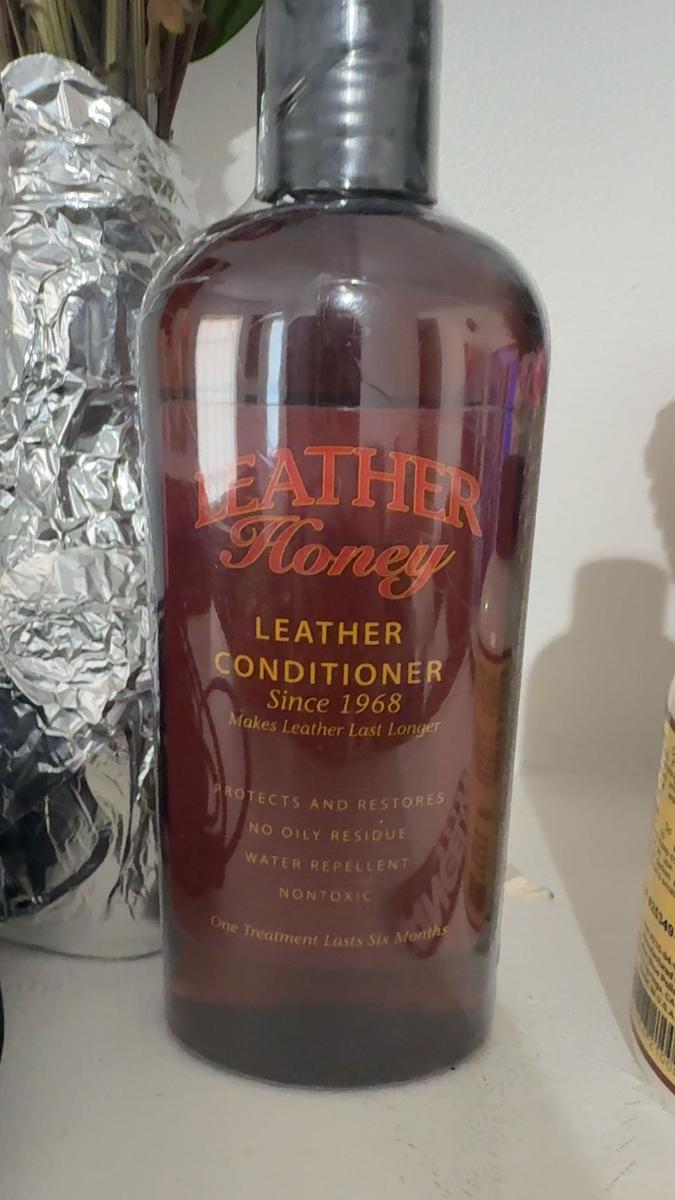 LEATHER
Honey
LEATHER
CONDITIONER
Since 1968
Makes Leather Last Longer
PROTECTS AND RESTORES
NO OILY RESIDUE
WATER REPELLENT
NONTOXIC
One Treatment Lasts Six Months